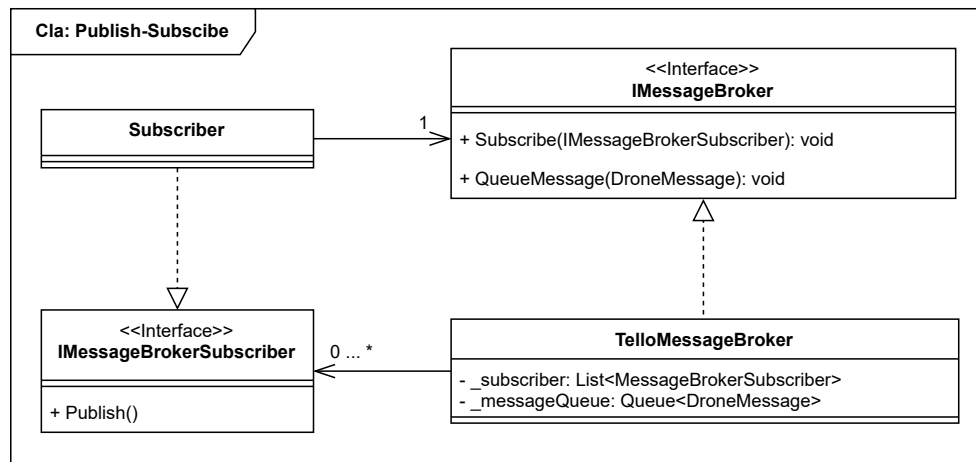 Cla: Publish-Subscibe
<<Interface>>
IMessageBroker
+ Subscribe(IMessageBrokerSubscriber): void
+ QueueMessage(DroneMessage): void
Subscriber
1
<<Interface>>
IMessageBrokerSubscriber
+ Publish()
0 ... *
TelloMessageBroker
- _subscriber: List<MessageBrokerSubscriber>
- _messageQueue: Queue<DroneMessage>